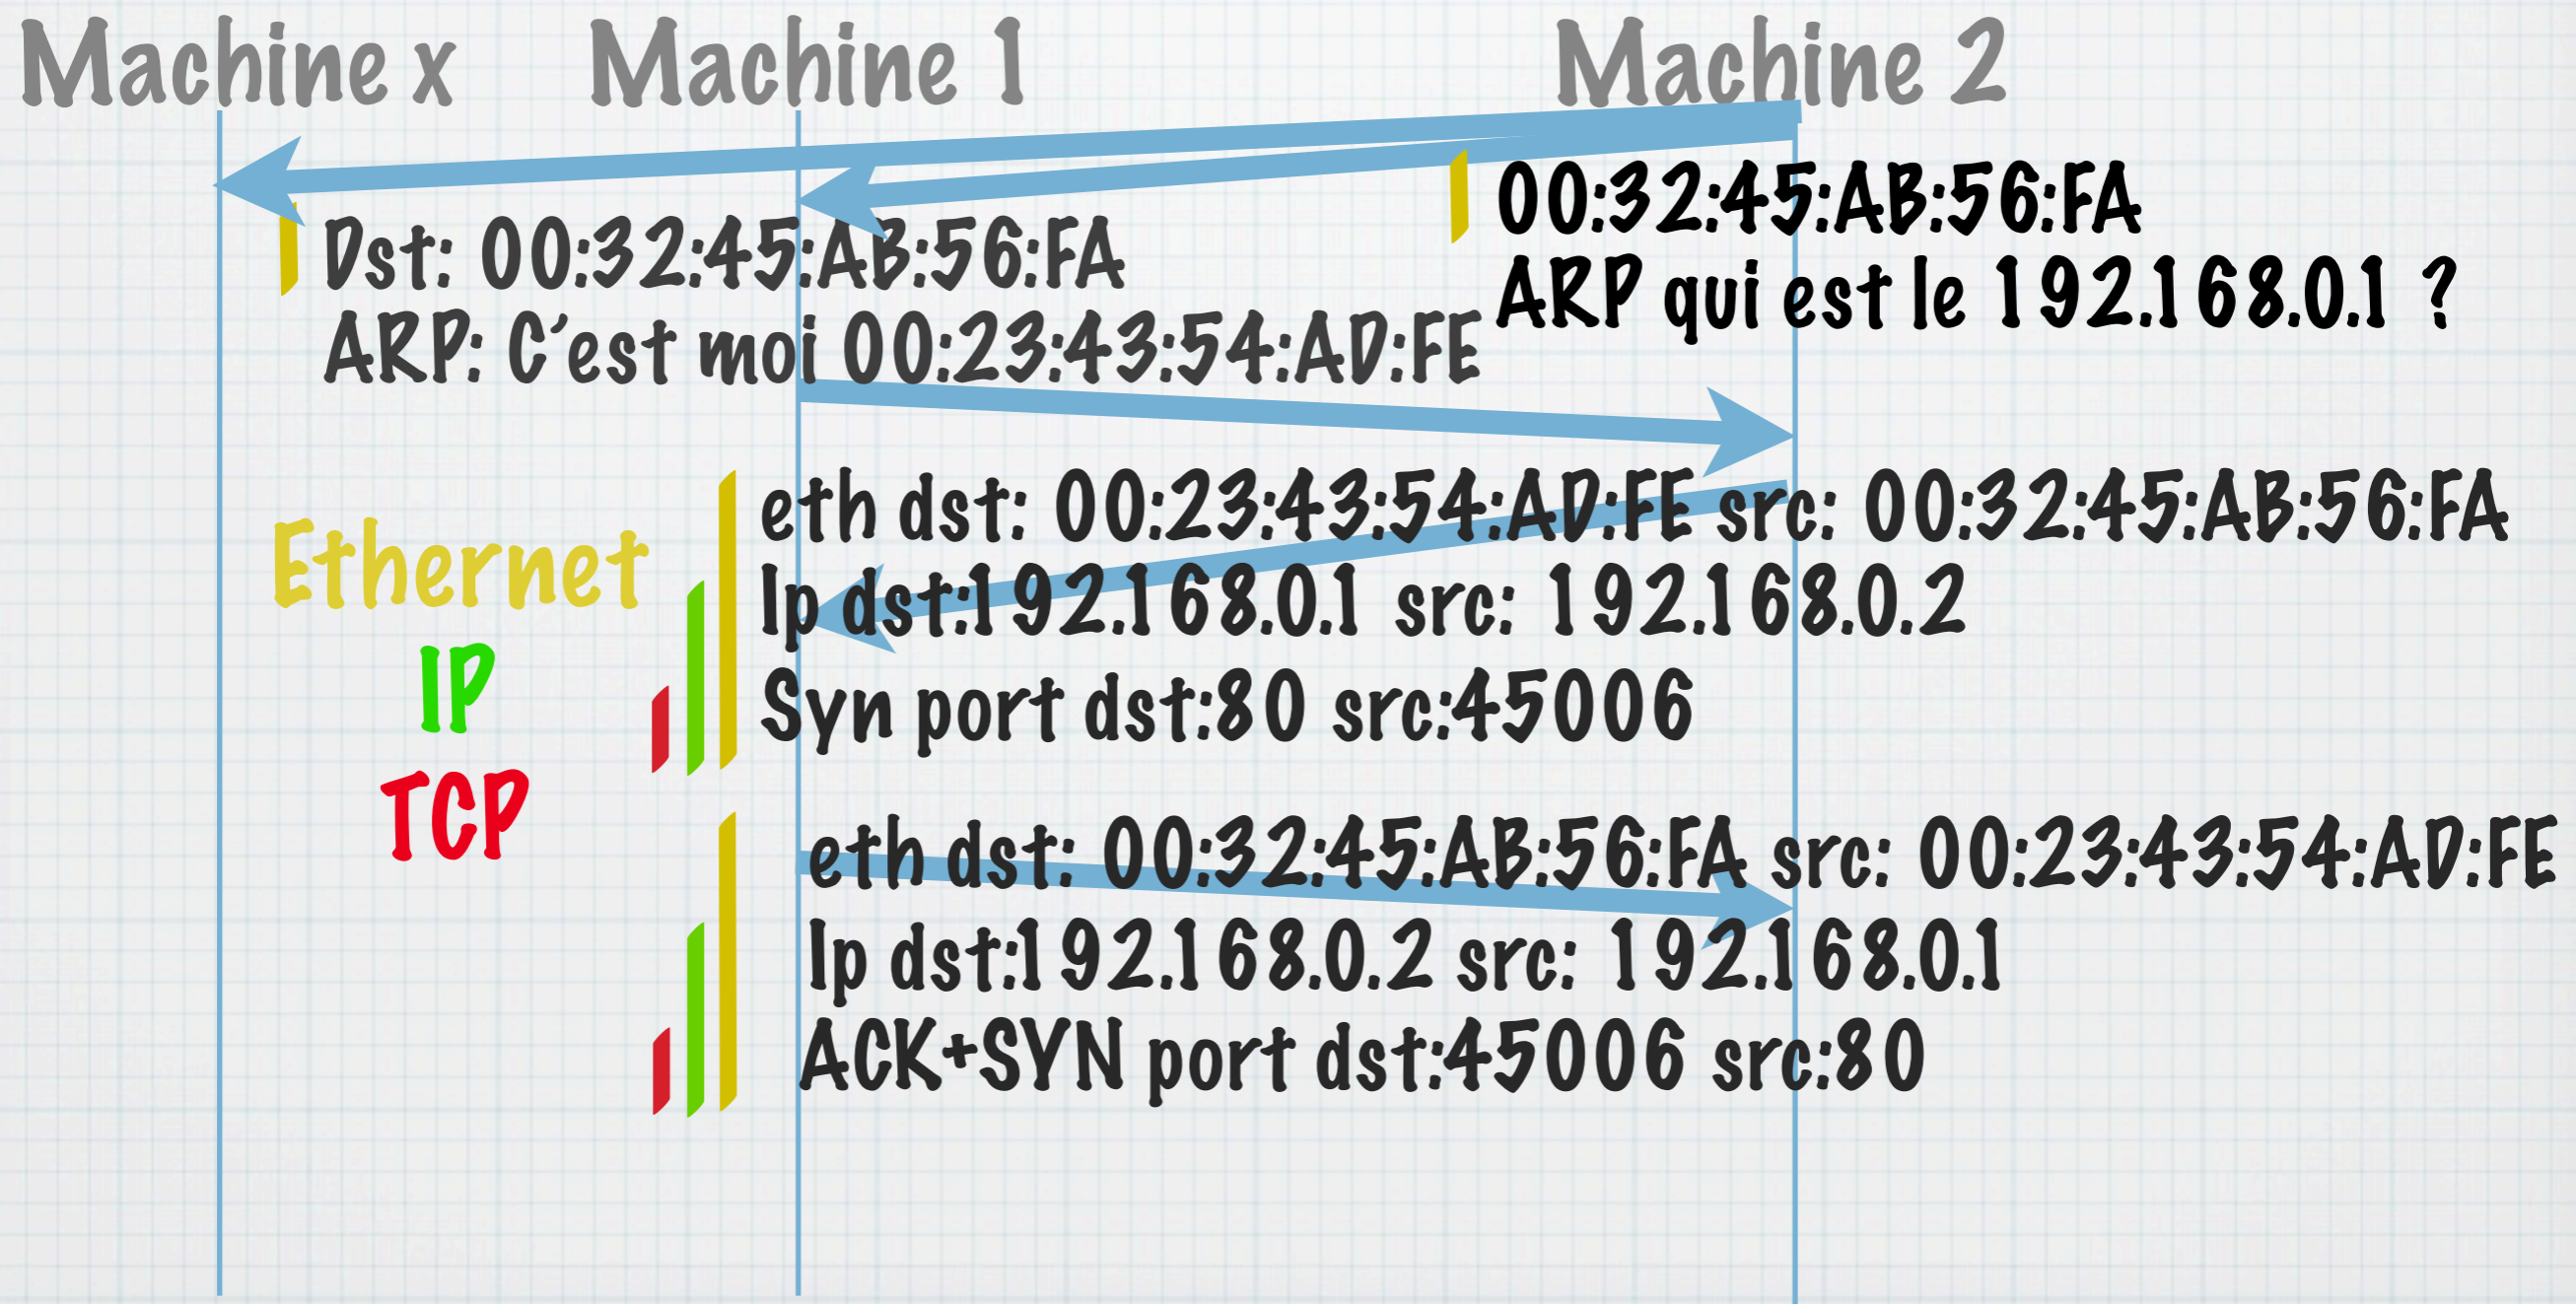 Machine x
Machine 1
Machine 2
00:32:45:AB:56:FA
ARP qui est le 192.168.0.1 ?
Dst: 00:32:45:AB:56:FA
ARP: C'est moi 00:23:43:54:AD:FE
Ethernet
IP
TCP
eth dst: 00:23:43:54:AD:FE src: 00:32:45:AB:56:FA
Ip dst:192.168.0.1 src: 192.168.0.2
Syn port dst:80 src:45006
eth dst: 00:32:45:AB:56:FA src: 00:23:43:54:AD:FE
Ip dst:192.168.0.2 src: 192.168.0.1
ACK+SYN port dst:45006 src:80